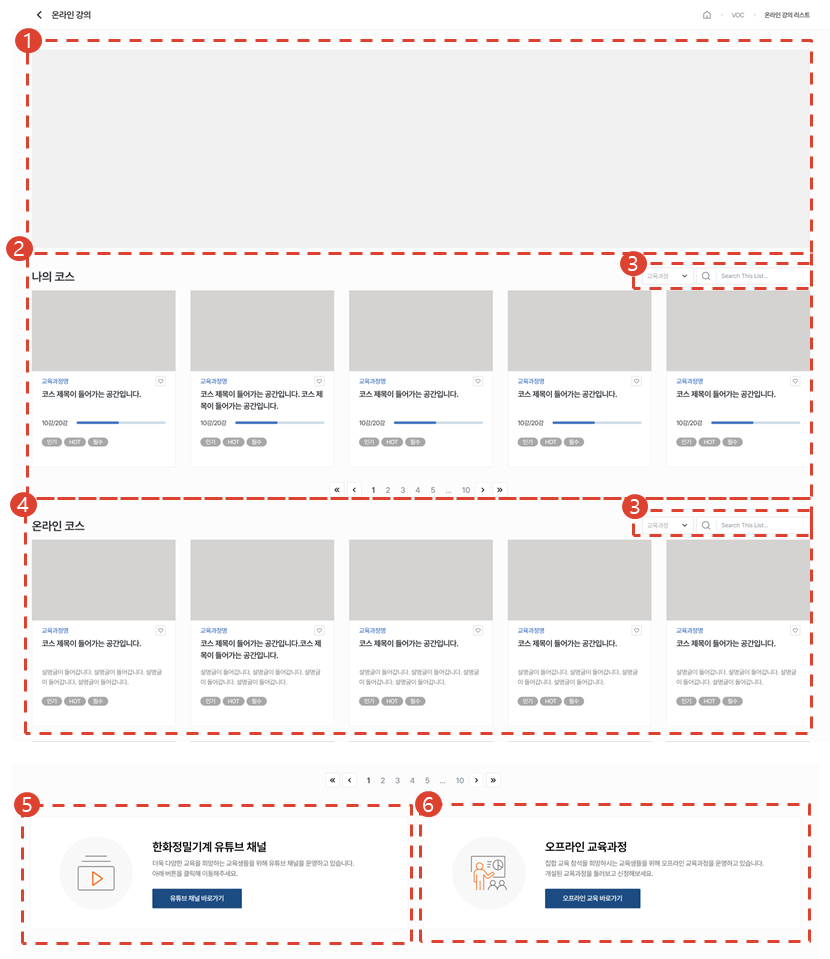 온라인 강의
VOC
온라인 강의 리스트
1
2
나의 코스
3
교육과정
Search This List...
교육과정명
코스 제목이 들어가는 공간입니다.
10강/20강
인기 HOT 필수
교육과정명
코스 제목이 들어가는 공간입니다. 코스 제
목이 들어가는 공간입니다.
10강/20강
인기 HOT 필수
교육과정명
코스 제목이 들어가는 공간입니다.
10강/20강
인기 HOT 필수
교육과정명
코스 제목이 들어가는 공간입니다.
10강/20강
인기 HOT 필수
교육과정명
코스 제목이 들어가는 공간입니다.
10강/20강
인기 HOT 필수
« ‹ 1 2 3 4 5 ... 10 › »
4
온라인 코스
3
교육과정
Search This List...
교육과정명
코스 제목이 들어가는 공간입니다.
설명글이 들어갑니다. 설명글이 들어갑니다. 설명글
이 들어갑니다. 설명글이 들어갑니다.
인기 HOT 필수
교육과정명
코스 제목이 들어가는 공간입니다.코스 제
목이 들어가는 공간입니다.
설명글이 들어갑니다. 설명글이 들어갑니다. 설명글
이 들어갑니다. 설명글이 들어갑니다.
인기 HOT 필수
교육과정명
코스 제목이 들어가는 공간입니다.
설명글이 들어갑니다. 설명글이 들어갑니다. 설명글
이 들어갑니다. 설명글이 들어갑니다.
인기 HOT 필수
교육과정명
코스 제목이 들어가는 공간입니다.
설명글이 들어갑니다. 설명글이 들어갑니다. 설명글
이 들어갑니다. 설명글이 들어갑니다.
인기 HOT 필수
교육과정명
코스 제목이 들어가는 공간입니다.
설명글이 들어갑니다. 설명글이 들어갑니다. 설명글
이 들어갑니다. 설명글이 들어갑니다.
인기 HOT 필수
« ‹ 1 2 3 4 5 ... 10 › »
5
한화정밀기계 유튜브 채널
더욱 다양한 교육을 희망하는 교육생들을 위해 유튜브 채널을 운영하고 있습니다.
아래 버튼을 클릭해 이동해주세요.
유튜브 채널 바로가기
6
오프라인 교육과정
집합 교육 참석을 희망하시는 교육생들을 위해 오프라인 교육과정을 운영하고 있습니다.
개설된 교육과정을 둘러보고 신청해보세요.
오프라인 교육 바로가기